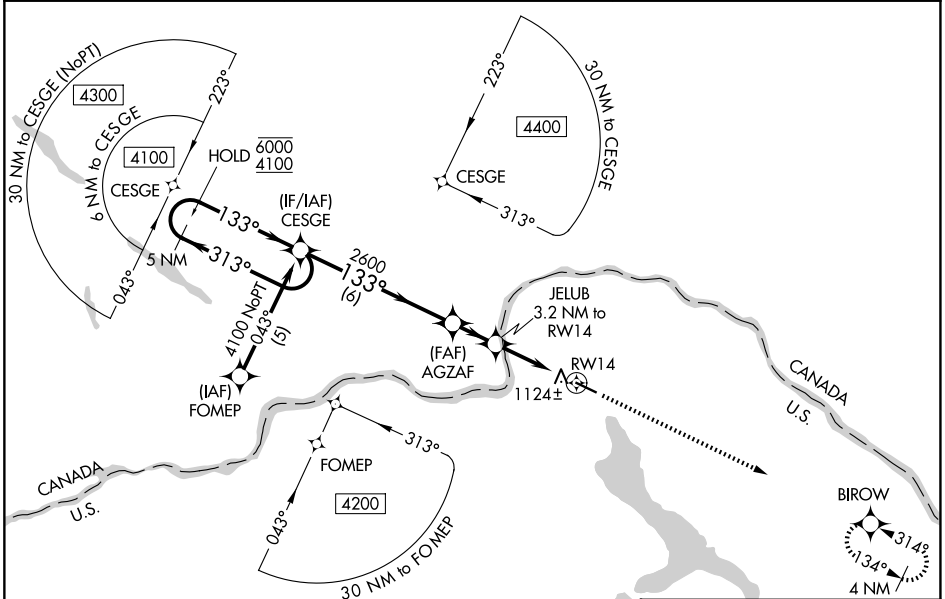 30 NM to CESGE (NoPT)
4300
223°
6 NM to CESGE
4100
CESGE
043°
HOLD
6000
4100
5 NM
133°
313°
(IF/IAF)
CESGE
4100 NoPT
043°
(5)
(IAF)
FOMEP
2600
133°
(6)
(FAF)
AGZAF
JELUB
3.2 NM to
RW14
RW14
1124±
223°
4400
30 NM to CESGE
CESGE
313°
CANADA
U.S.
CANADA
U.S.
313°
FOMEP
4200
043°
30 NM to FOMEP
BIROW
314°
134°
4 NM